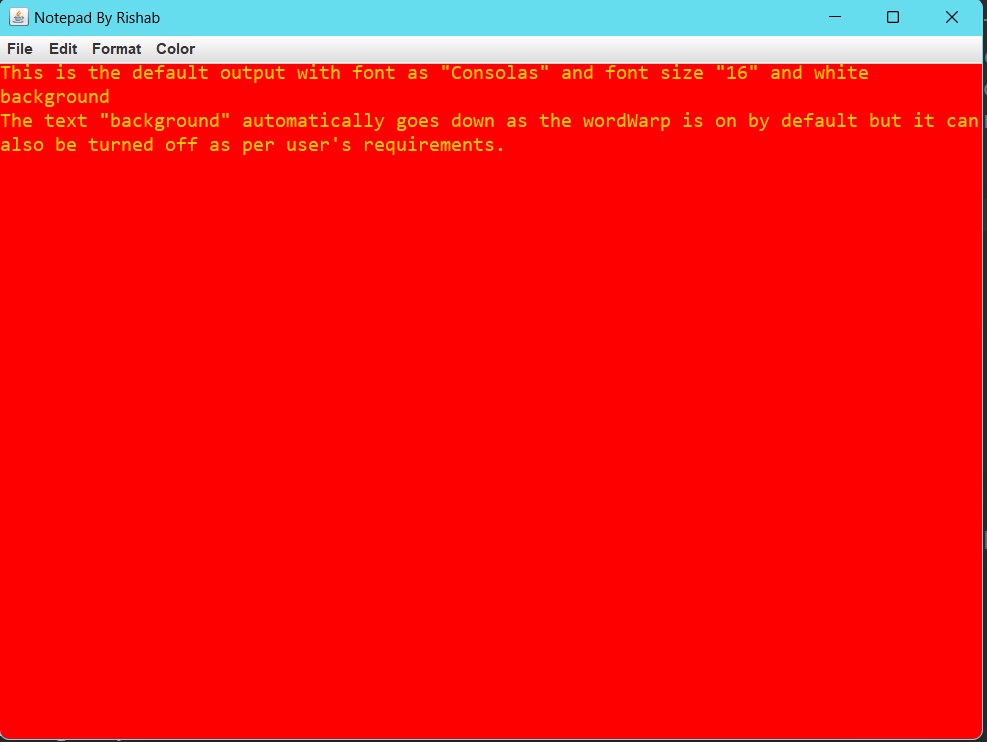 Notepad By Rishab
File Edit Format Color
This is the default output with font as "Consolas" and font size "16" and white
background
The text "background" automatically goes down as the wordWarp is on by default but it can
also be turned off as per user's requirements.